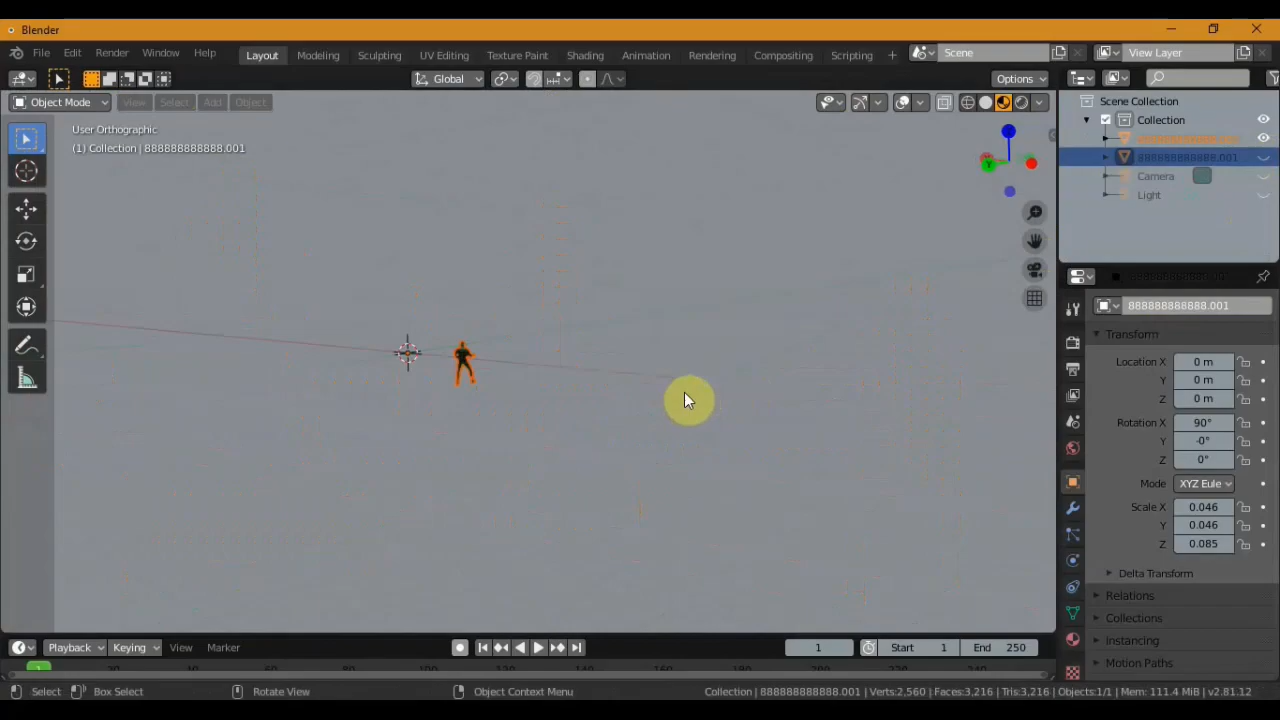 Blender
File Edit Render Window Help
Layout Modeling Sculpting UV Editing Texture Paint Shading Animation Rendering Compositing Scripting + Scene View Layer
Global Options
Object Mode View Select Add Object
Scene Collection
User Orthographic
Collection
(1) Collection | 888888888888.001
888888888888.001
Camera
Light
Y
888888888888.001
Transform
Location X 0 m
Y 0 m
Z 0 m
Rotation X 90°
Y -0°
Z 0°
Mode XYZ Eule
Scale X 0.046
Y 0.046
Z 0.085
Delta Transform
Relations
Collections
Instancing
Motion Paths
Playback Keying View Marker 1 Start 1 End 250
1
Select Box Select Rotate View Object Context Menu Collection | 888888888888.001 | Verts:2,560 | Faces:3,216 | Tris:3,216 | Objects:1/1 | Mem: 111.4 MiB | v2.81.12